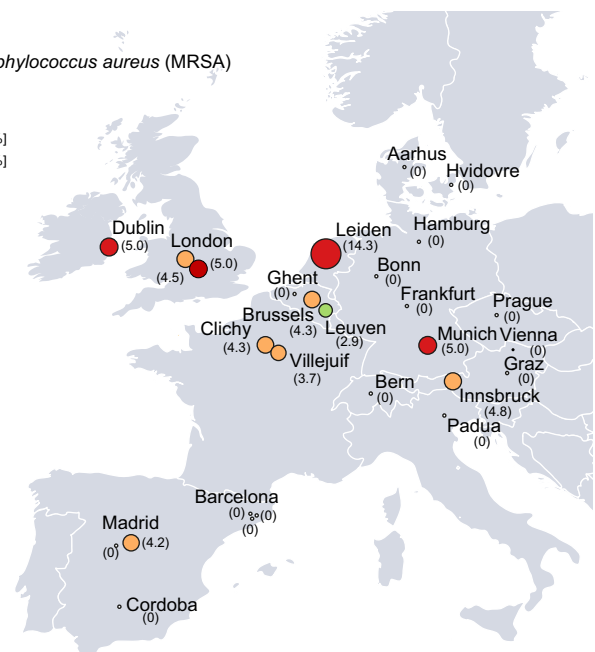 phylococcus aureus (MRSA)
%]
%]
Aarhus
(0)
Hvidovre
(0)
Dublin
(5.0)
London
(4.5)
(5.0)
Leiden
(14.3)
Hamburg
(0)
Ghent
(0)
Bonn
(0)
Brussels
(4.3)
Leuven
(2.9)
Frankfurt
(0)
Prague
(0)
Clichy
(4.3)
Villejuif
(3.7)
Munich
(5.0)
Vienna
(0)
Graz
(0)
Bern
(0)
Innsbruck
(4.8)
Padua
(0)
Barcelona
(0)
(0)
(0)
Madrid
(0)
(4.2)
Cordoba
(0)